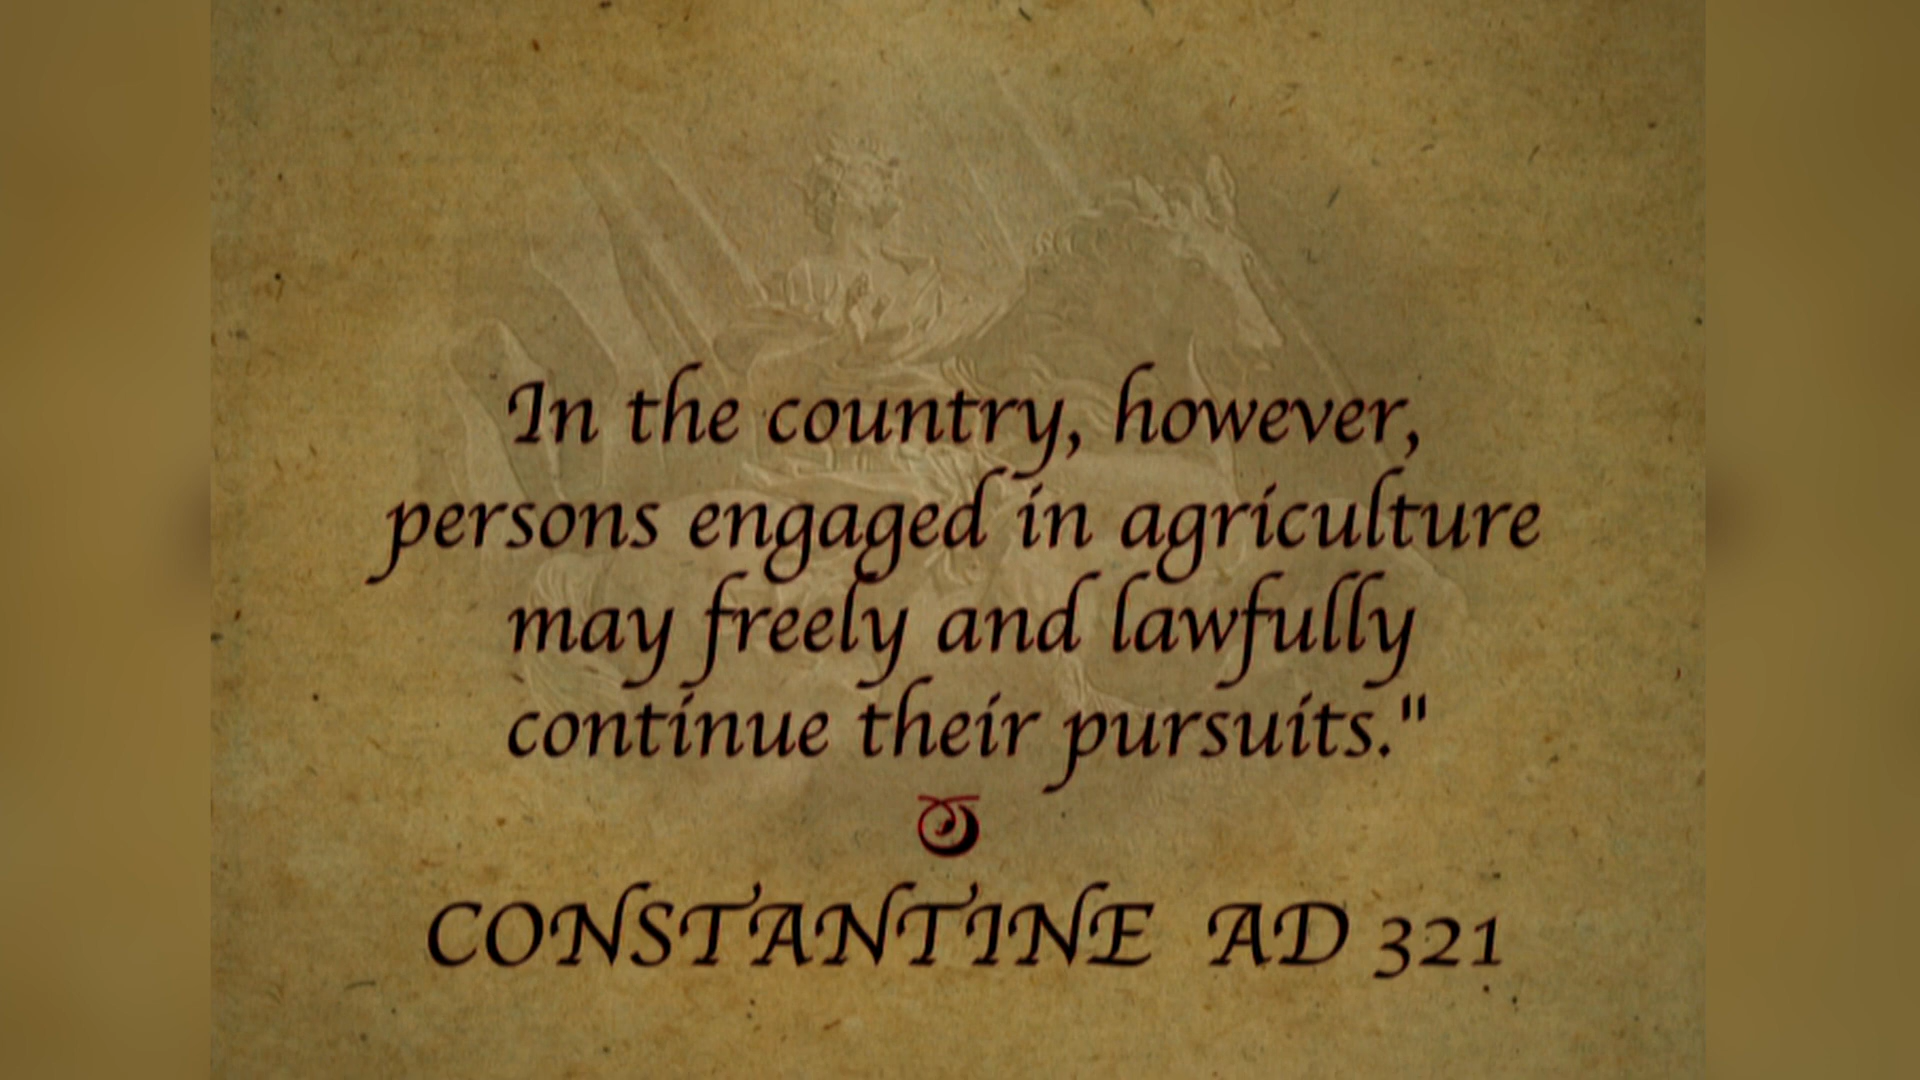 In the country, however,
persons engaged in agriculture
may freely and lawfully
continue their pursuits."
CONSTANTINE AD 321